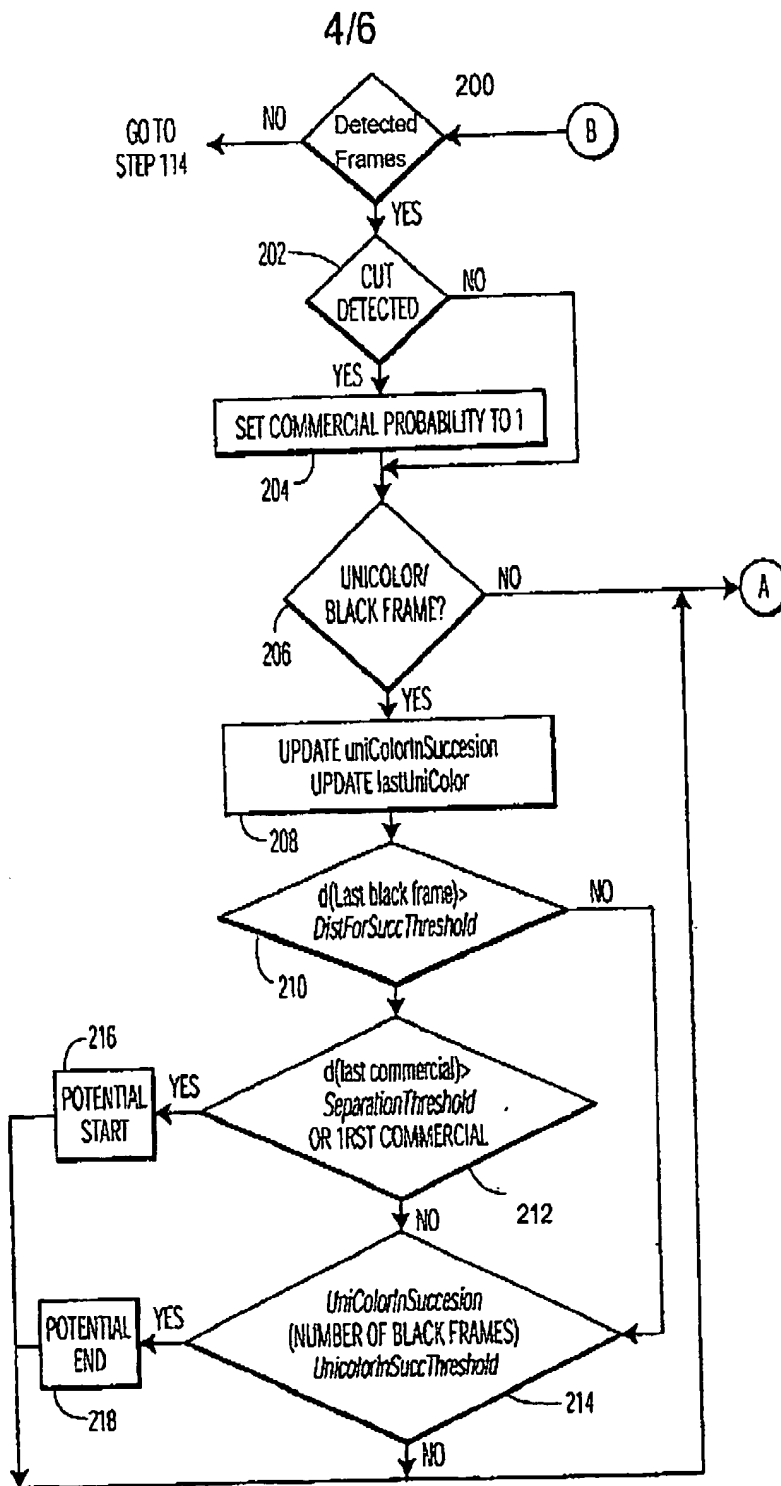 4/6
200
B
NO
GO TO
STEP 114
Detected
Frames
YES
202
CUT
DETECTED
NO
YES
SET COMMERCIAL PROBABILITY TO 1
204
UNICOLOR/
BLACK FRAME?
NO
A
206
YES
UPDATE uniColorInSuccesion
UPDATE lastUniColor
208
d(Last black frame)>
DistForSuccThreshold
NO
210
216
POTENTIAL
START
YES
d(last commercial)>
SeparationThreshold
OR 1RST COMMERCIAL
212
NO
POTENTIAL
END
YES
UniColorInSuccesion
(NUMBER OF BLACK FRAMES)
UnicolorInSuccThreshold
218
214
NO